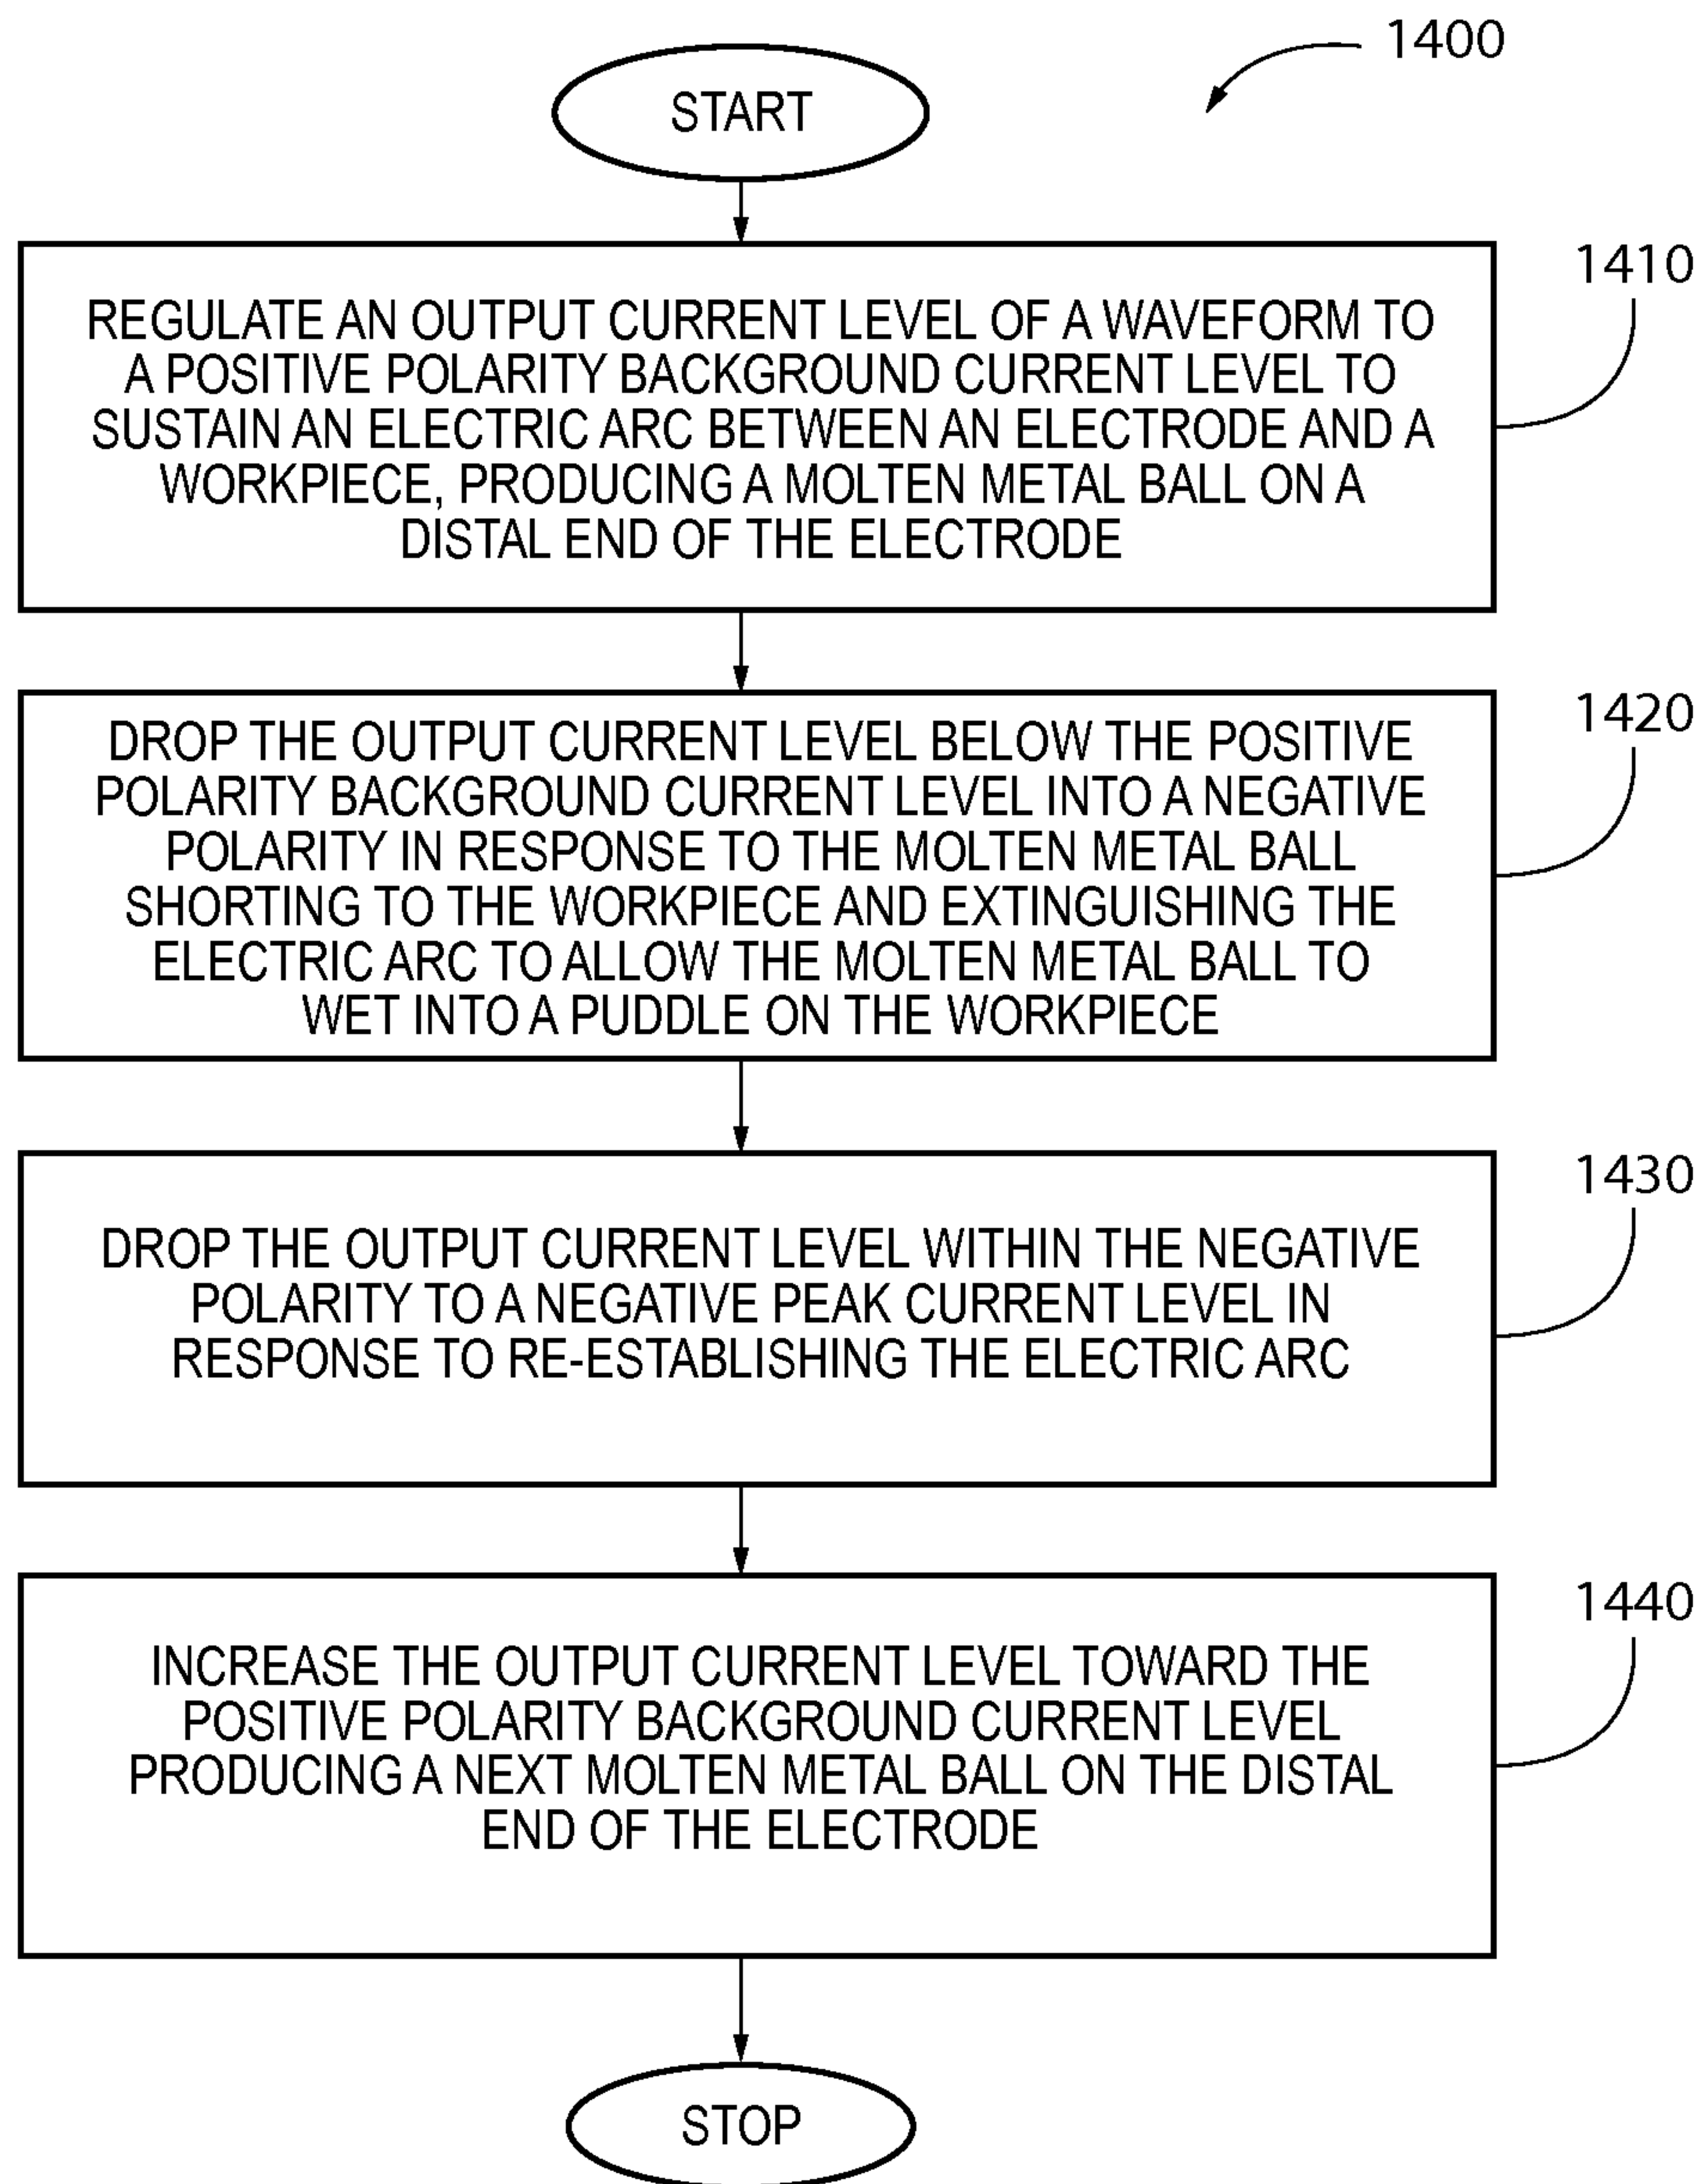 1400
START
1410
REGULATE AN OUTPUT CURRENT LEVEL OF A WAVEFORM TO
A POSITIVE POLARITY BACKGROUND CURRENT LEVEL TO
SUSTAIN AN ELECTRIC ARC BETWEEN AN ELECTRODE AND A
WORKPIECE, PRODUCING A MOLTEN METAL BALL ON A
DISTAL END OF THE ELECTRODE
1420
DROP THE OUTPUT CURRENT LEVEL BELOW THE POSITIVE
POLARITY BACKGROUND CURRENT LEVEL INTO A NEGATIVE
POLARITY IN RESPONSE TO THE MOLTEN METAL BALL
SHORTING TO THE WORKPIECE AND EXTINGUISHING THE
ELECTRIC ARC TO ALLOW THE MOLTEN METAL BALL TO
WET INTO A PUDDLE ON THE WORKPIECE
1430
DROP THE OUTPUT CURRENT LEVEL WITHIN THE NEGATIVE
POLARITY TO A NEGATIVE PEAK CURRENT LEVEL IN
RESPONSE TO RE-ESTABLISHING THE ELECTRIC ARC
1440
INCREASE THE OUTPUT CURRENT LEVEL TOWARD THE
POSITIVE POLARITY BACKGROUND CURRENT LEVEL
PRODUCING A NEXT MOLTEN METAL BALL ON THE DISTAL
END OF THE ELECTRODE
STOP